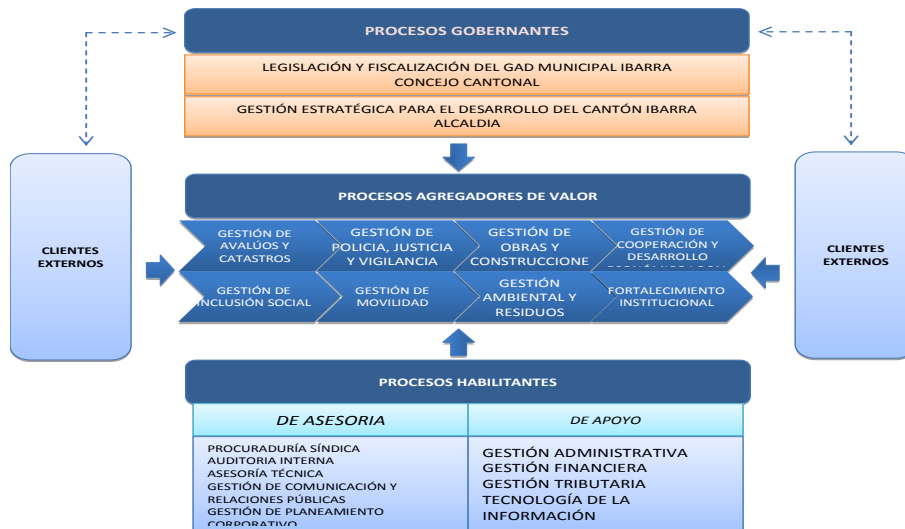 PROCESOS GOBERNANTES
LEGISLACIÓN Y FISCALIZACIÓN DEL GAD MUNICIPAL IBARRA
CONCEJO CANTONAL
GESTIÓN ESTRATÉGICA PARA EL DESARROLLO DEL CANTÓN IBARRA
ALCALDIA
CLIENTES
EXTERNOS
PROCESOS AGREGADORES DE VALOR
GESTIÓN DE
AVALÚOS Y
CATASTROS
GESTIÓN DE
POLICIA, JUSTICIA
Y VIGILANCIA
GESTIÓN DE
OBRAS Y
CONSTRUCCIONE
GESTIÓN DE
COOPERACIÓN Y
DESARROLLO
GESTIÓN DE
INCLUSIÓN SOCIAL
GESTIÓN DE
MOVILIDAD
GESTIÓN
AMBIENTAL Y
RESIDUOS
FORTALECIMIENTO
INSTITUCIONAL
CLIENTES
EXTERNOS
PROCESOS HABILITANTES
DE ASESORIA
PROCURADURÍA SÍNDICA
AUDITORIA INTERNA
ASESORÍA TÉCNICA
GESTIÓN DE COMUNICACIÓN Y
RELACIONES PÚBLICAS
GESTIÓN DE PLANEAMIENTO
CORPORATIVO
DE APOYO
GESTIÓN ADMINISTRATIVA
GESTIÓN FINANCIERA
GESTIÓN TRIBUTARIA
TECNOLOGÍA DE LA
INFORMACIÓN